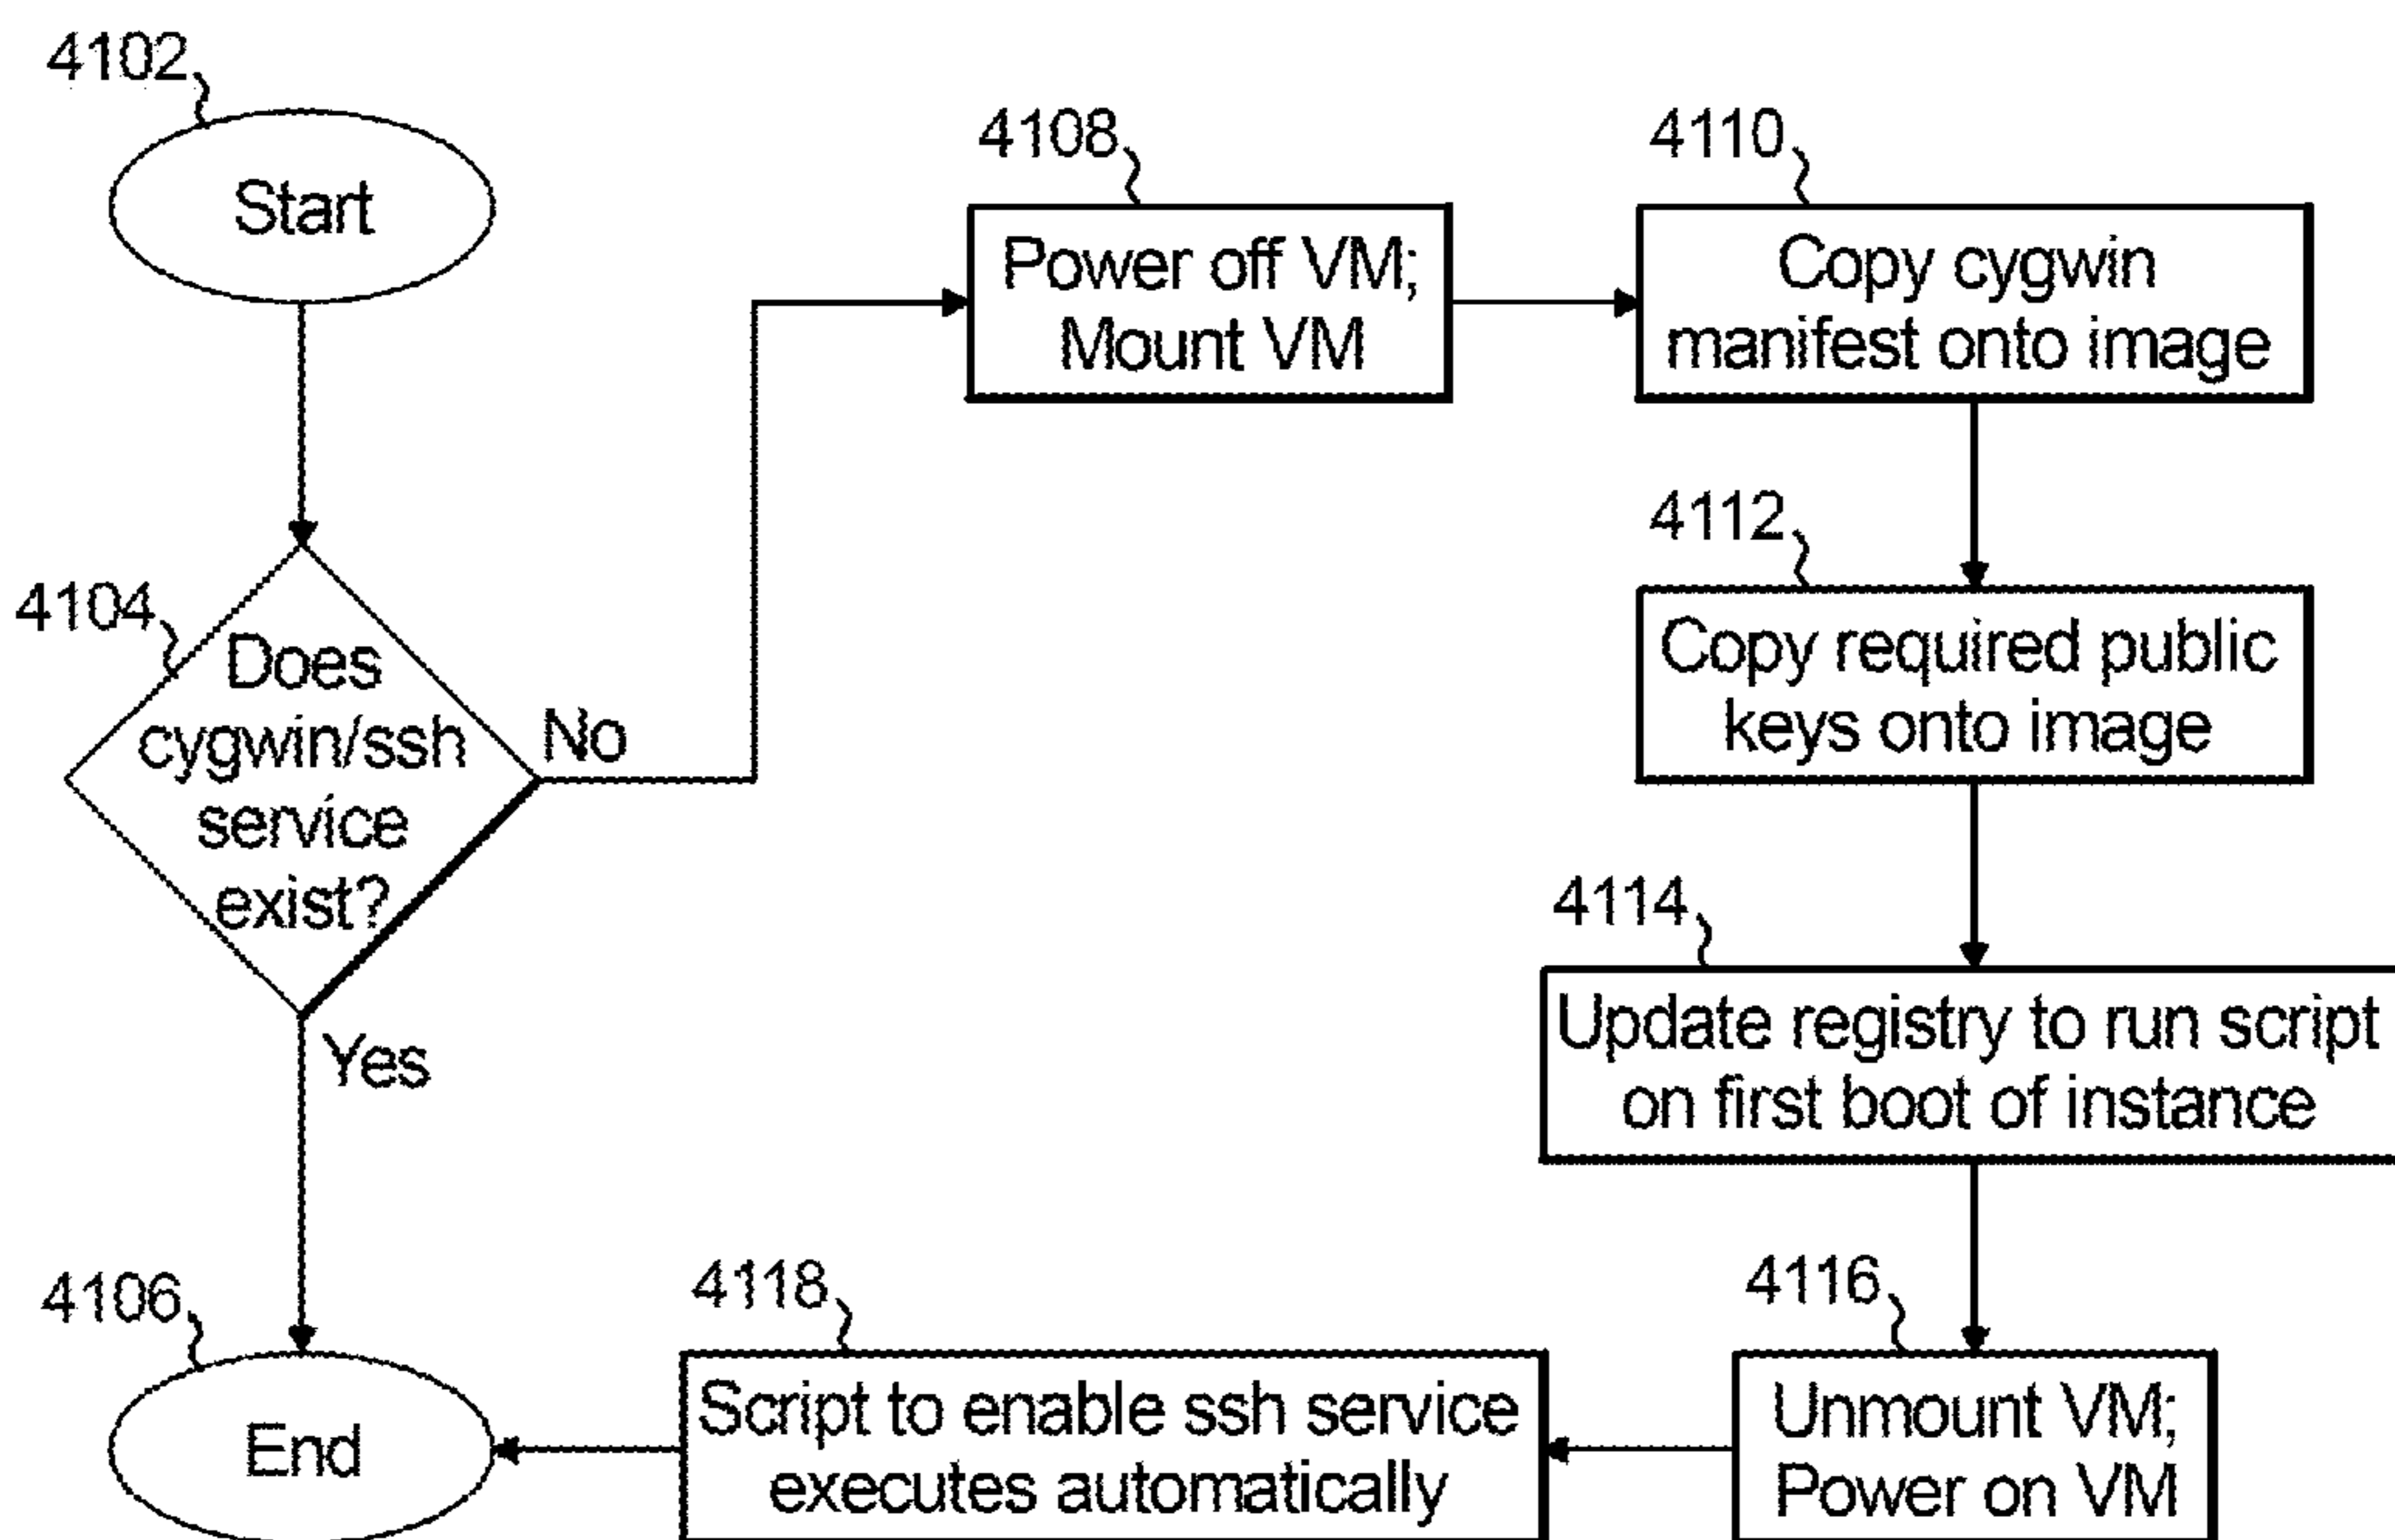 4102
Start
4104
Does
cygwin/ssh
service
exist?
No
Yes
4106
End
4108
Power off VM;
Mount VM
4110
Copy cygwin
manifest onto image
4112
Copy required public
keys onto image
4114
Update registry to run script
on first boot of instance
4116
Unmount VM;
Power on VM
4118
Script to enable ssh service
executes automatically